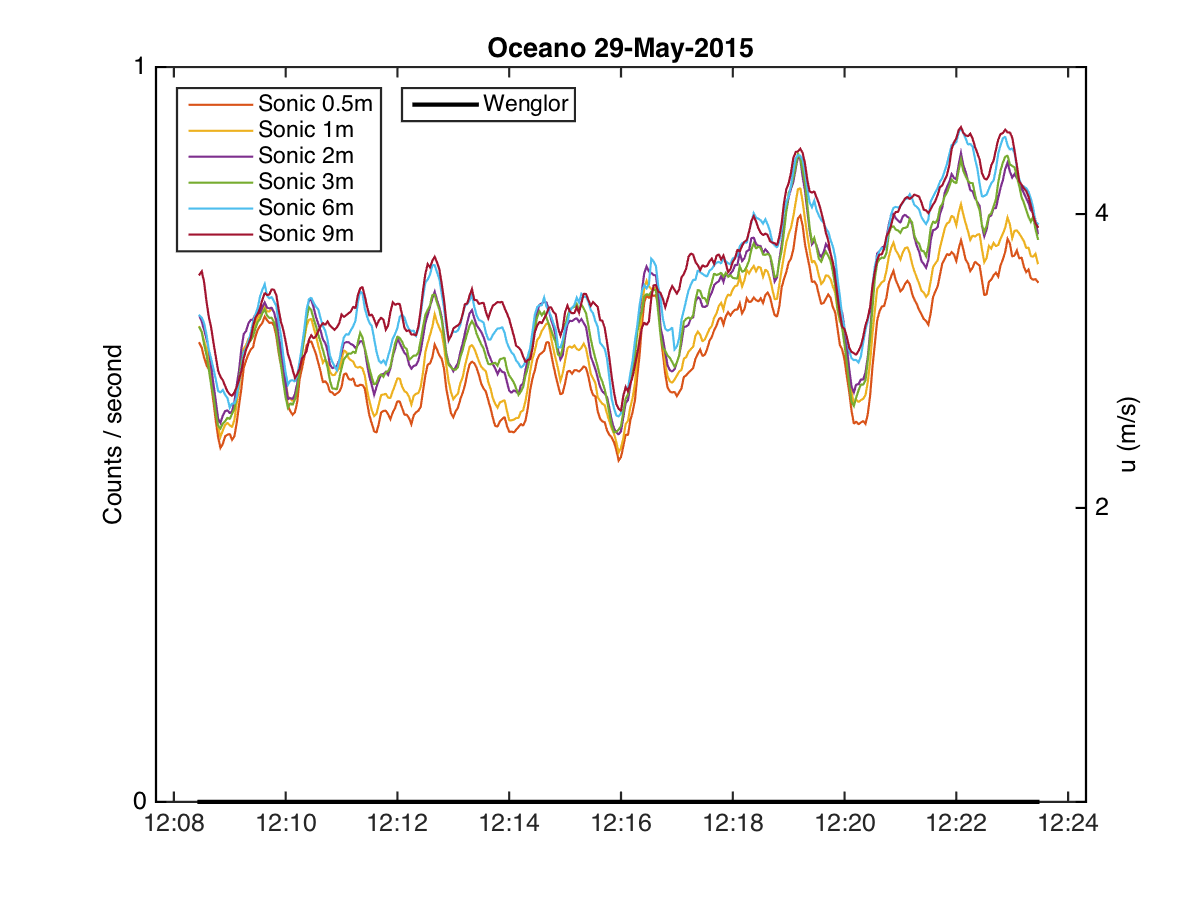 Oceano 29-May-2015
1
Sonic 0.5m
Sonic 1m
Sonic 2m
Sonic 3m
Sonic 6m
Sonic 9m
Wenglor
4
2
0
Counts / second
u (m/s)
12:08 12:10 12:12 12:14 12:16 12:18 12:20 12:22 12:24